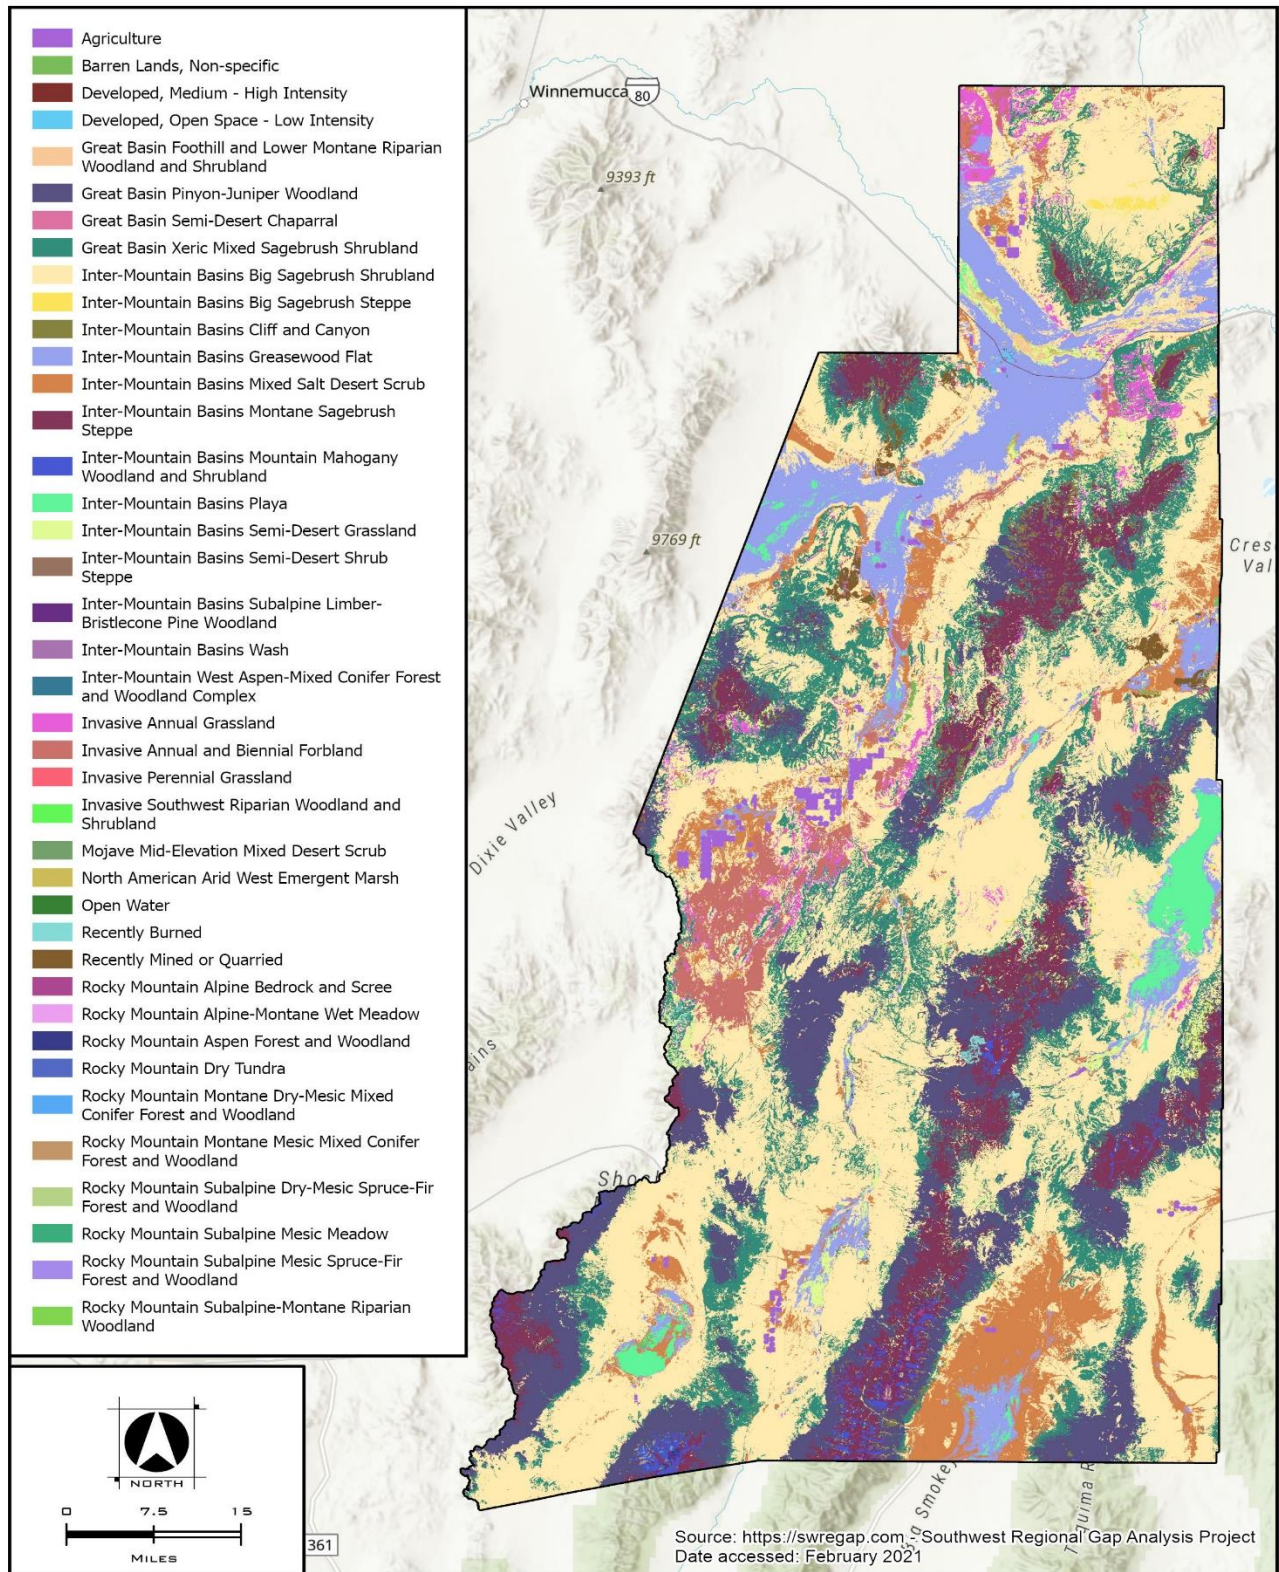 Agriculture
Barren Lands, Non-specific
Developed, Medium - High Intensity
Developed, Open Space - Low Intensity
Great Basin Foothill and Lower Montane Riparian
Woodland and Shrubland
Great Basin Pinyon-Juniper Woodland
Great Basin Semi-Desert Chaparral
Great Basin Xeric Mixed Sagebrush Shrubland
Inter-Mountain Basins Big Sagebrush Shrubland
Inter-Mountain Basins Big Sagebrush Steppe
Inter-Mountain Basins Cliff and Canyon
Inter-Mountain Basins Greasewood Flat
Inter-Mountain Basins Mixed Salt Desert Scrub
Inter-Mountain Basins Montane Sagebrush
Steppe
Inter-Mountain Basins Mountain Mahogany
Woodland and Shrubland
Inter-Mountain Basins Playa
Inter-Mountain Basins Semi-Desert Grassland
Inter-Mountain Basins Semi-Desert Shrub
Steppe
Inter-Mountain Basins Subalpine Limber-
Bristlecone Pine Woodland
Inter-Mountain Basins Wash
Inter-Mountain West Aspen-Mixed Conifer Forest
and Woodland Complex
Invasive Annual Grassland
Invasive Annual and Biennial Forbland
Invasive Perennial Grassland
Invasive Southwest Riparian Woodland and
Shrubland
Mojave Mid-Elevation Mixed Desert Scrub
North American Arid West Emergent Marsh
Open Water
Recently Burned
Recently Mined or Quarried
Rocky Mountain Alpine Bedrock and Scree
Rocky Mountain Alpine-Montane Wet Meadow
Rocky Mountain Aspen Forest and Woodland
Rocky Mountain Dry Tundra
Rocky Mountain Montane Dry-Mesic Mixed
Conifer Forest and Woodland
Rocky Mountain Montane Mesic Mixed Conifer
Forest and Woodland
Rocky Mountain Subalpine Dry-Mesic Spruce-Fir
Forest and Woodland
Rocky Mountain Subalpine Mesic Meadow
Rocky Mountain Subalpine Mesic Spruce-Fir
Forest and Woodland
Rocky Mountain Subalpine-Montane Riparian
Woodland
NORTH
0 7.5 15
MILES
Winnemucca
80
9393 ft
9769 ft
Cres
Val
Dixie Valley
ains
Shoe
361
Big Smokey
Toquima R
Source: https://swregap.com - Southwest Regional Gap Analysis Project
Date accessed: February 2021